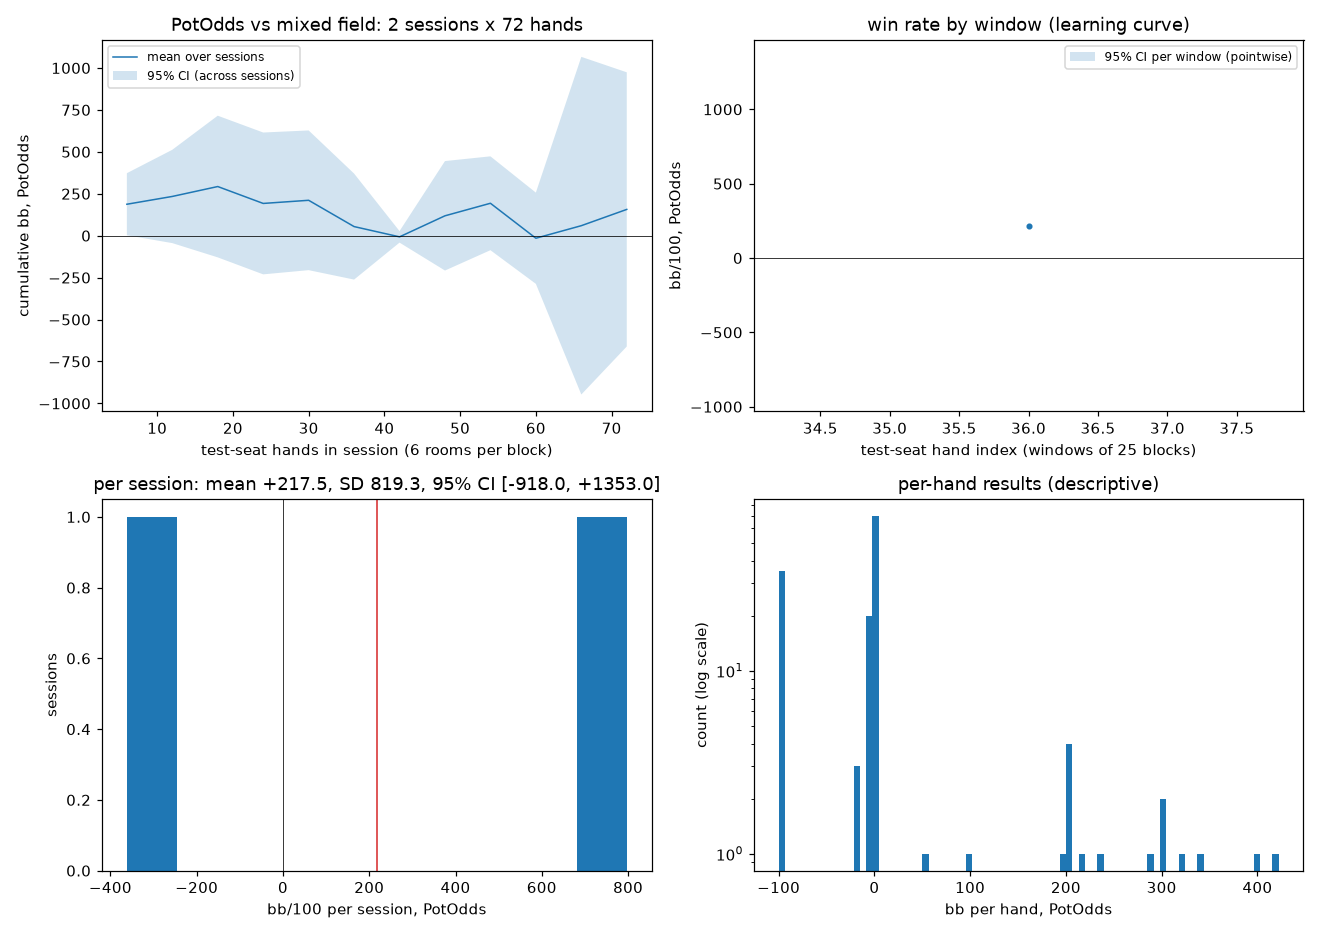 PotOdds vs mixed field: 2 sessions x 72 hands
mean over sessions
95% CI (across sessions)
cumulative bb, PotOdds
1000
750
500
250
0
−250
−500
−750
−1000
10 20 30 40 50 60 70
test-seat hands in session (6 rooms per block)
win rate by window (learning curve)
95% CI per window (pointwise)
bb/100, PotOdds
1000
500
0
−500
−1000
34.5 35.0 35.5 36.0 36.5 37.0 37.5
test-seat hand index (windows of 25 blocks)
per session: mean +217.5, SD 819.3, 95% CI [-918.0, +1353.0]
sessions
1.0
0.8
0.6
0.4
0.2
0.0
−400 −200 0 200 400 600 800
bb/100 per session, PotOdds
per-hand results (descriptive)
count (log scale)
10¹
10⁰
−100 0 100 200 300 400
bb per hand, PotOdds